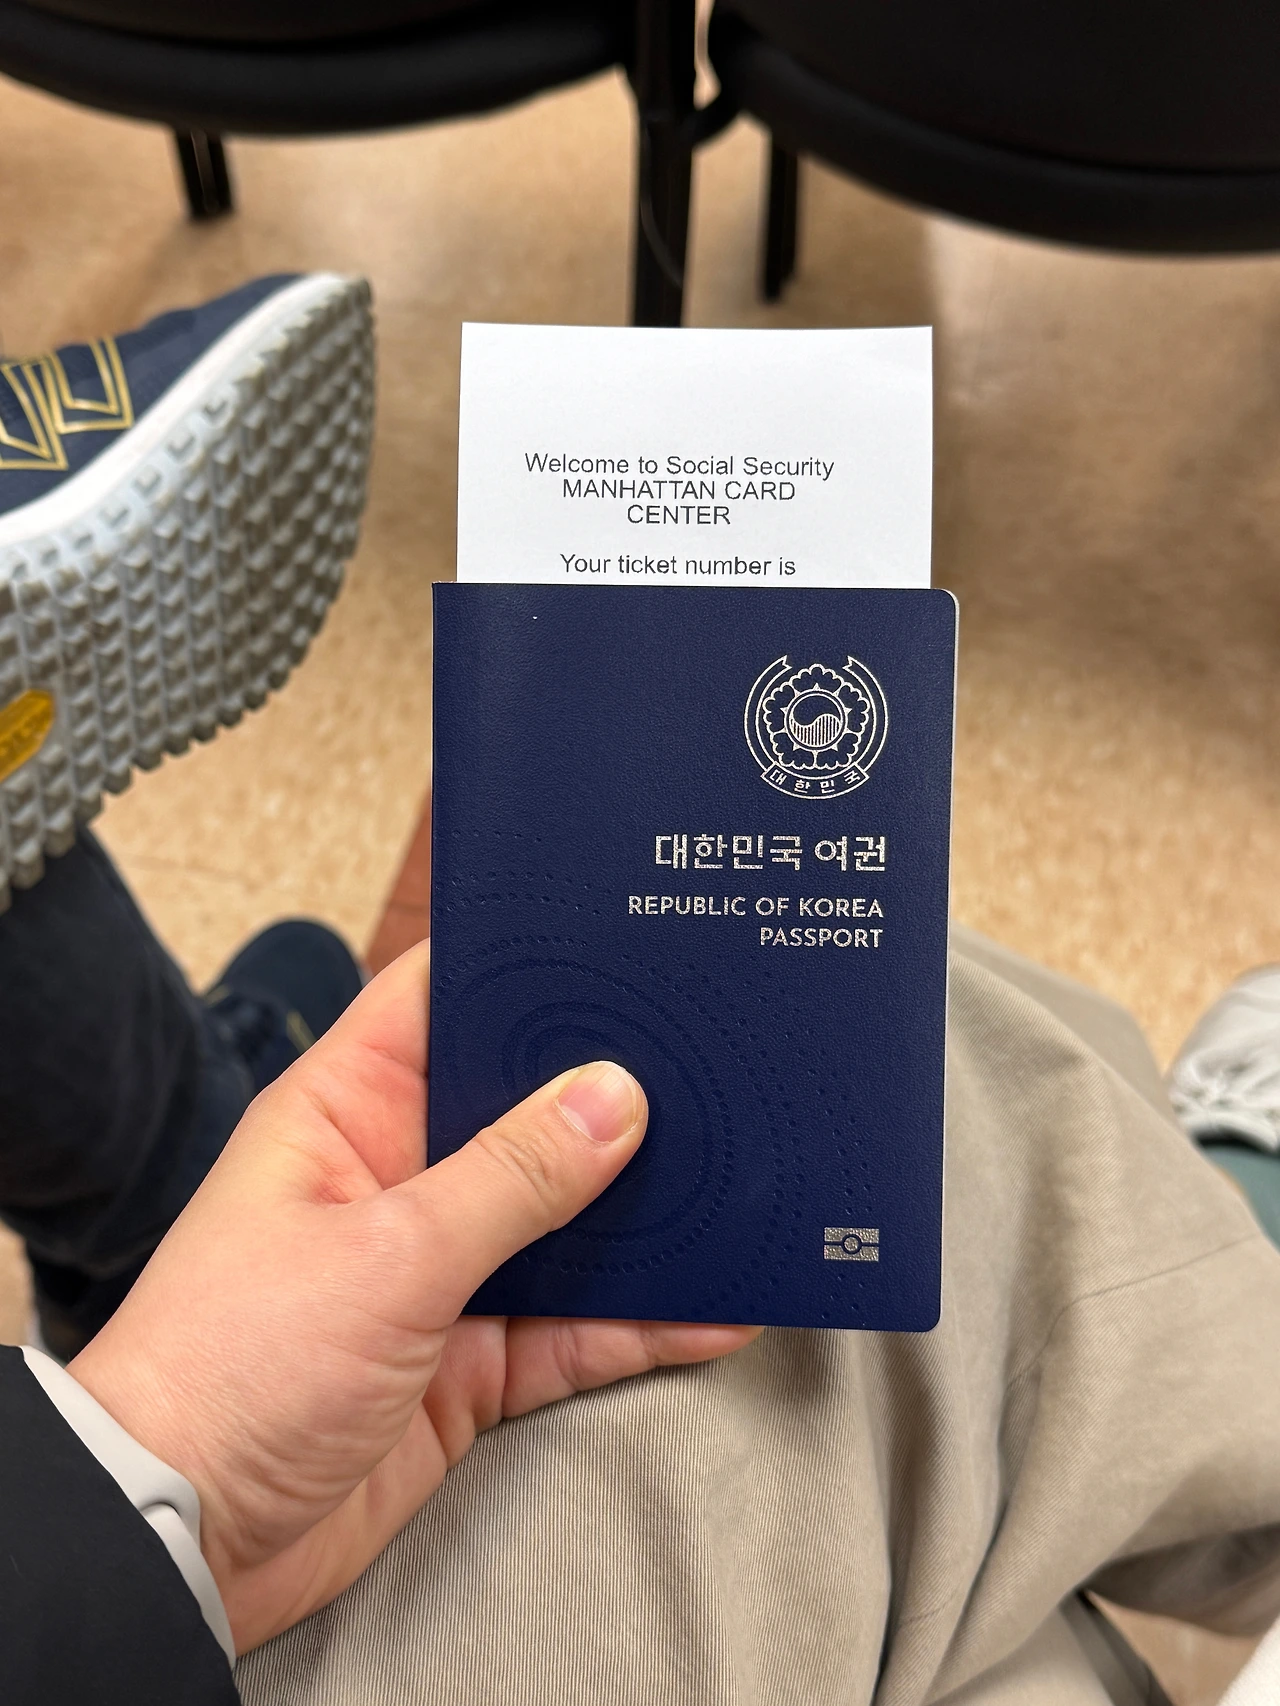 Welcome to Social Security
MANHATTAN CARD
CENTER
Your ticket number is
대한민국
대한민국 여권
REPUBLIC OF KOREA
PASSPORT